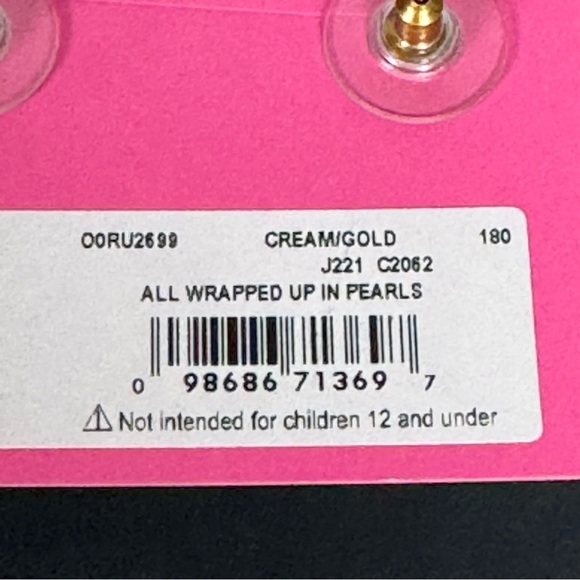 O0RU2699 CREAM/GOLD 180
J221 C2062
ALL WRAPPED UP IN PEARLS
0 98686 71369 7
⚠ Not intended for children 12 and under